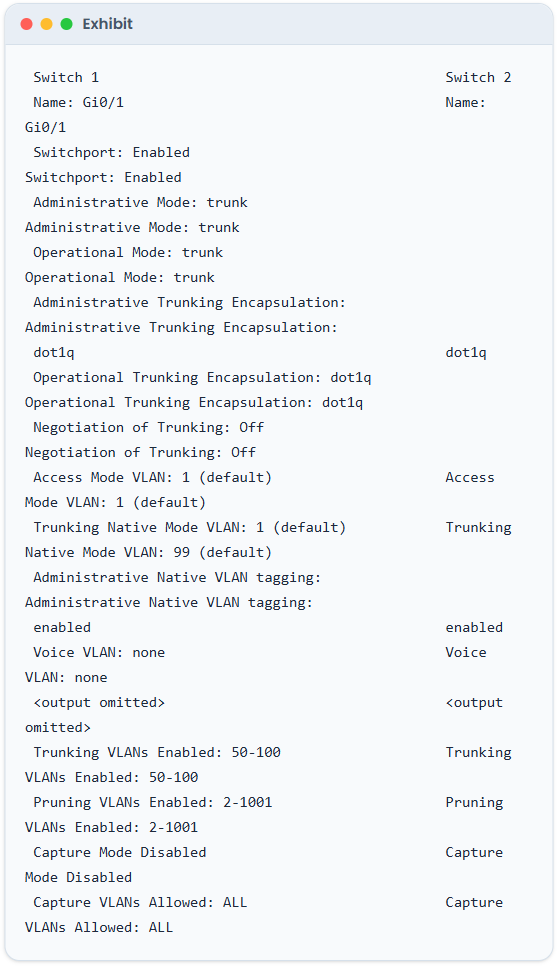 Exhibit
Switch 1 Switch 2
Name: Gi0/1 Name:
Gi0/1
Switchport: Enabled
Switchport: Enabled
Administrative Mode: trunk
Administrative Mode: trunk
Operational Mode: trunk
Operational Mode: trunk
Administrative Trunking Encapsulation:
Administrative Trunking Encapsulation:
dot1q dot1q
Operational Trunking Encapsulation: dot1q
Operational Trunking Encapsulation: dot1q
Negotiation of Trunking: Off
Negotiation of Trunking: Off
Access Mode VLAN: 1 (default) Access
Mode VLAN: 1 (default)
Trunking Native Mode VLAN: 1 (default) Trunking
Native Mode VLAN: 99 (default)
Administrative Native VLAN tagging:
Administrative Native VLAN tagging:
enabled enabled
Voice VLAN: none Voice
VLAN: none
<output omitted> <output
omitted>
Trunking VLANs Enabled: 50-100 Trunking
VLANs Enabled: 50-100
Pruning VLANs Enabled: 2-1001 Pruning
VLANs Enabled: 2-1001
Capture Mode Disabled Capture
Mode Disabled
Capture VLANs Allowed: ALL Capture
VLANs Allowed: ALL